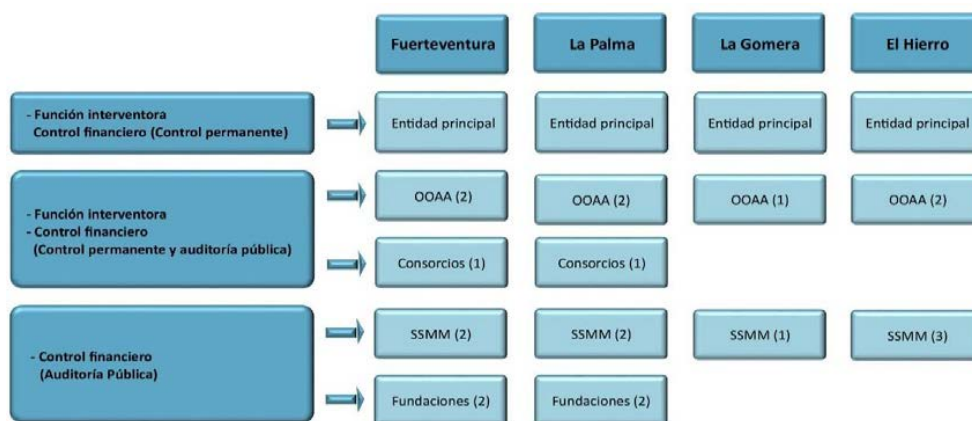 Fuerteventura
La Palma
La Gomera
El Hierro
- Función interventora
Control financiero (Control permanente)
Entidad principal
Entidad principal
Entidad principal
Entidad principal
- Función interventora
- Control financiero
(Control permanente y auditoría pública)
OOAA (2)
OOAA (2)
OOAA (1)
OOAA (2)
Consorcios (1)
Consorcios (1)
- Control financiero
(Auditoría Pública)
SSMM (2)
SSMM (2)
SSMM (1)
SSMM (3)
Fundaciones (2)
Fundaciones (2)